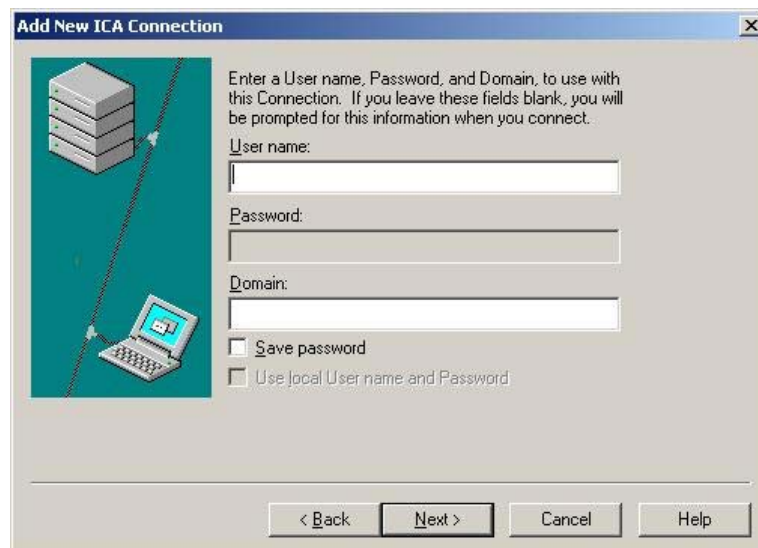 Add New ICA Connection
Enter a User name, Password, and Domain, to use with
this Connection. If you leave these fields blank, you will
be prompted for this information when you connect.
User name:
Password:
Domain:
Save password
Use local User name and Password
< Back
Next >
Cancel
Help